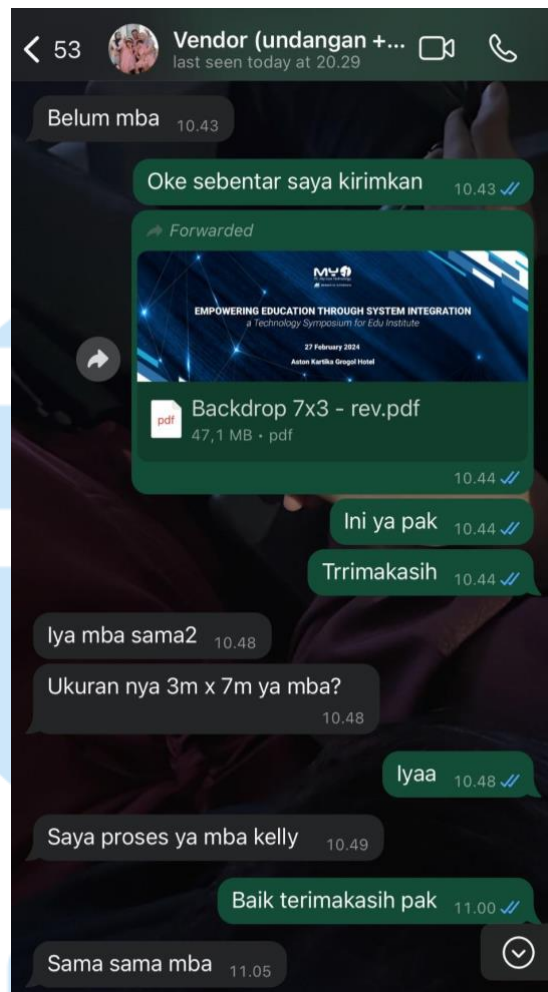 53
Vendor (undangan +...
last seen today at 20.29
Belum mba 10.43
Oke sebentar saya kirimkan 10.43
Forwarded
EMPOWERING EDUCATION THROUGH SYSTEM INTEGRATION
a Technology Symposium for Edu Institute
27 February 2024
Aston Kartika Grogol Hotel
pdf
Backdrop 7x3 - rev.pdf
47,1 MB • pdf
10.44
Ini ya pak 10.44
Trrimakasih 10.44
Iya mba sama2 10.48
Ukuran nya 3m x 7m ya mba?
10.48
Iyaa 10.48
Saya proses ya mba kelly 10.49
Baik terimakasih pak 11.00
Sama sama mba 11.05